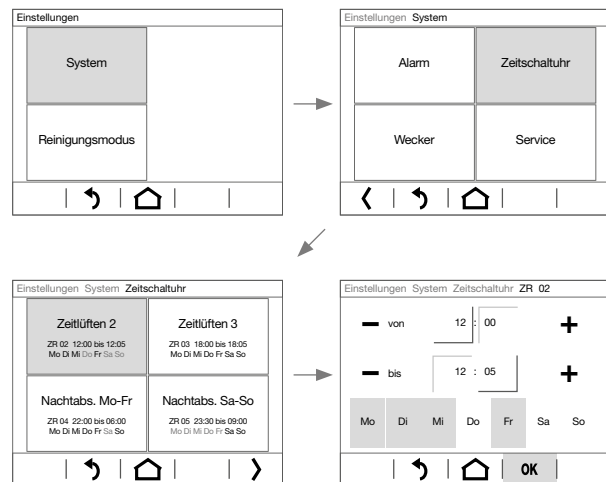 Einstellungen
System
Reinigungsmodus
Einstellungen System
Alarm
Zeitschaltuhr
Wecker
Service
Einstellungen System Zeitschaltuhr
Zeitlüften 2
ZR 02 12:00 bis 12:05
Mo Di Mi Do Fr Sa So
Zeitlüften 3
ZR 03 18:00 bis 18:05
Mo Di Mi Do Fr Sa So
Nachtabs. Mo-Fr
ZR 04 22:00 bis 06:00
Mo Di Mi Do Fr Sa So
Nachtabs. Sa-So
ZR 05 23:30 bis 09:00
Mo Di Mi Do Fr Sa So
Einstellungen System Zeitschaltuhr ZR 02
von 12 : 00
bis 12 : 05
Mo Di Mi Do Fr Sa So
OK